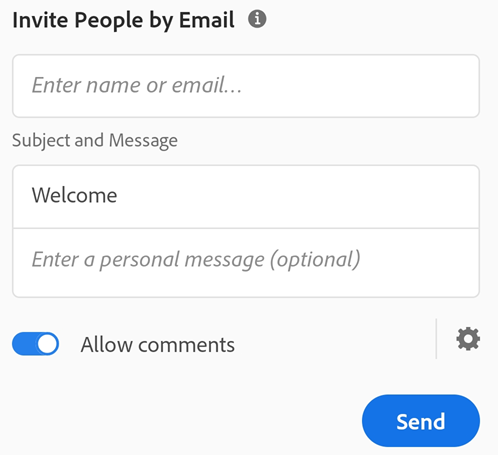 Invite People by Email
Enter name or email...
Subject and Message
Welcome
Enter a personal message (optional)
Allow comments
Send